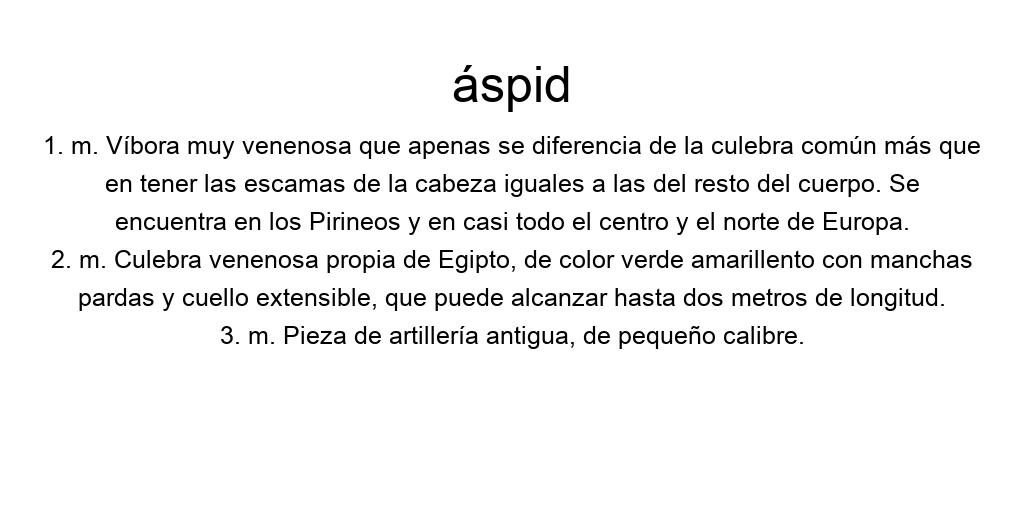 áspid
1. m. Víbora muy venenosa que apenas se diferencia de la culebra común más que
en tener las escamas de la cabeza iguales a las del resto del cuerpo. Se
encuentra en los Pirineos y en casi todo el centro y el norte de Europa.
2. m. Culebra venenosa propia de Egipto, de color verde amarillento con manchas
pardas y cuello extensible, que puede alcanzar hasta dos metros de longitud.
3. m. Pieza de artillería antigua, de pequeño calibre.